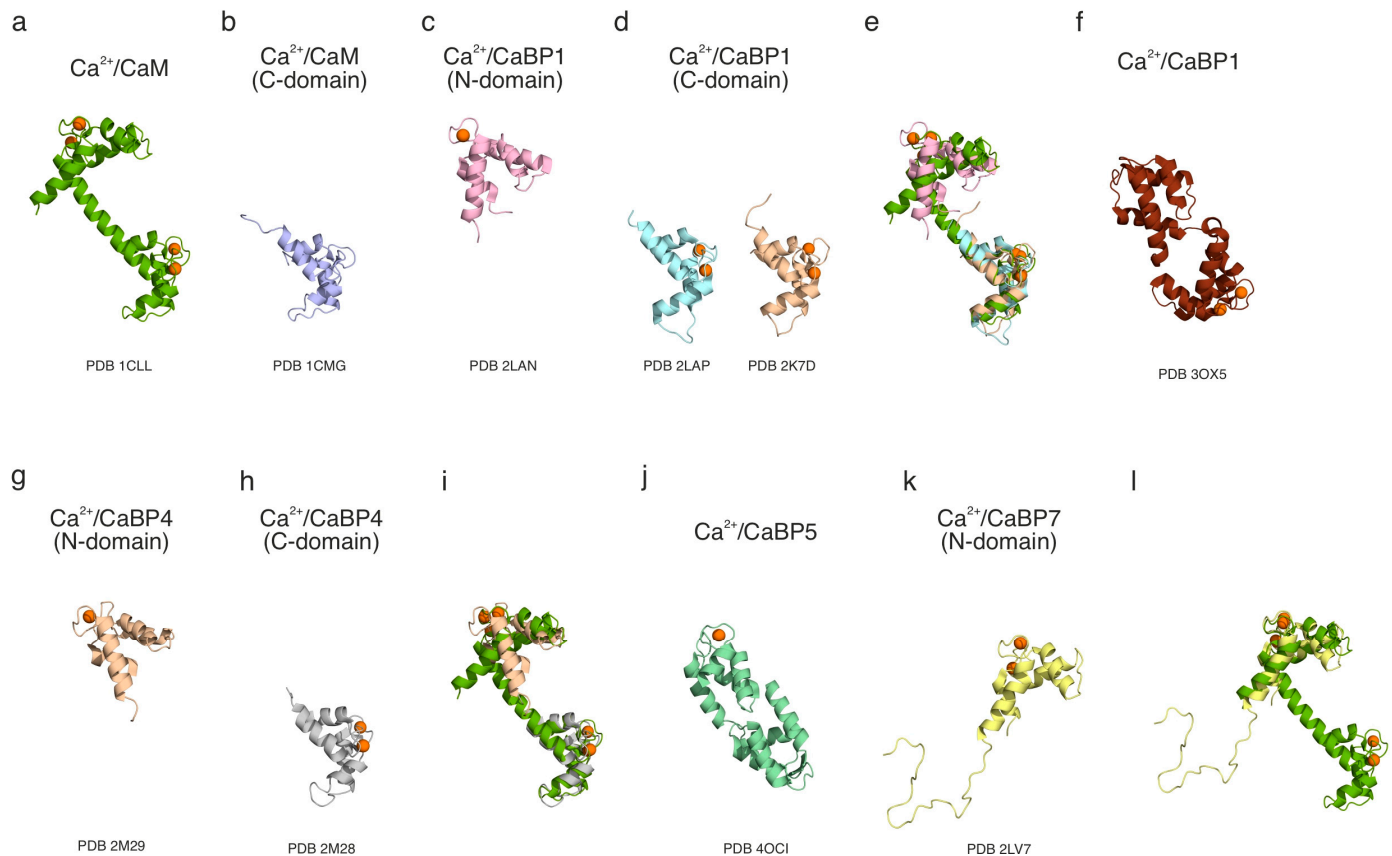 a
Ca²⁺/CaM
PDB 1CLL
b
Ca²⁺/CaM
(C-domain)
PDB 1CMG
c
Ca²⁺/CaBP1
(N-domain)
PDB 2LAN
d
Ca²⁺/CaBP1
(C-domain)
PDB 2LAP
PDB 2K7D
e
f
Ca²⁺/CaBP1
PDB 3OX5
g
Ca²⁺/CaBP4
(N-domain)
PDB 2M29
h
Ca²⁺/CaBP4
(C-domain)
PDB 2M28
i
j
Ca²⁺/CaBP5
PDB 4OCI
k
Ca²⁺/CaBP7
(N-domain)
PDB 2LV7
l